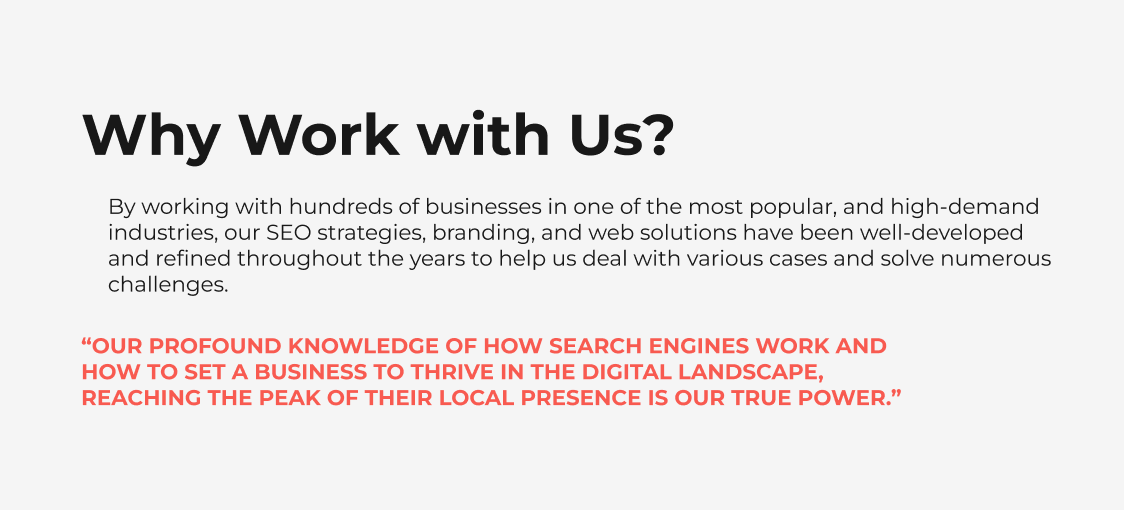 Why Work with Us?
By working with hundreds of businesses in one of the most popular, and high-demand
industries, our SEO strategies, branding, and web solutions have been well-developed
and refined throughout the years to help us deal with various cases and solve numerous
challenges.
“OUR PROFOUND KNOWLEDGE OF HOW SEARCH ENGINES WORK AND
HOW TO SET A BUSINESS TO THRIVE IN THE DIGITAL LANDSCAPE,
REACHING THE PEAK OF THEIR LOCAL PRESENCE IS OUR TRUE POWER.”